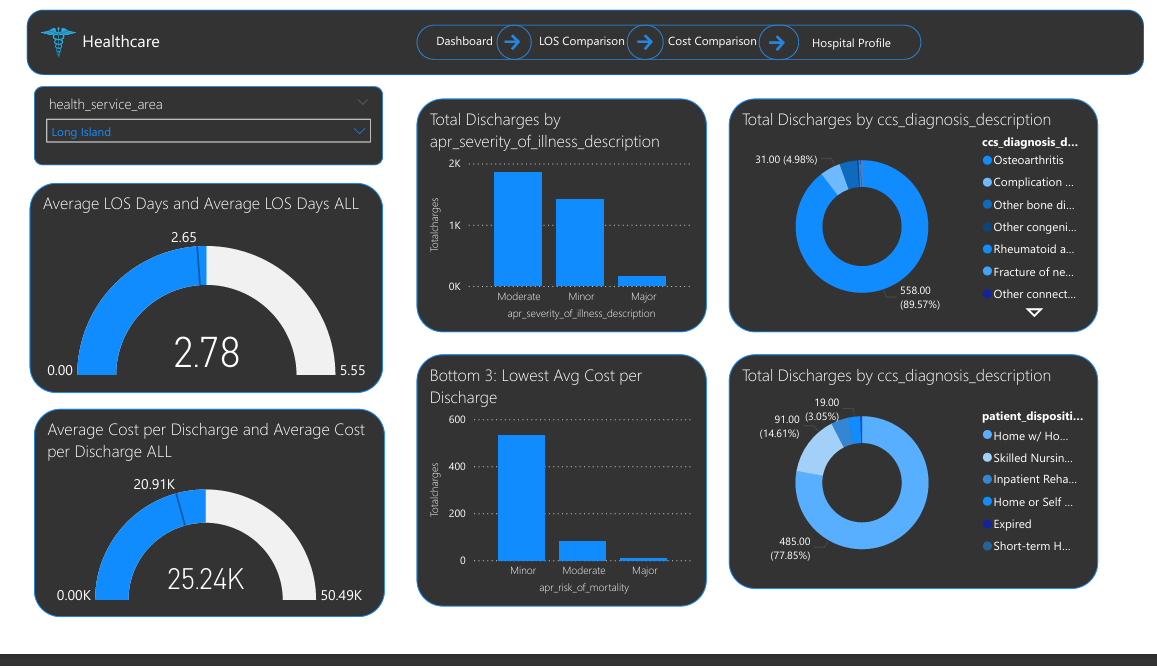 Healthcare
Dashboard
LOS Comparison
Cost Comparison
Hospital Profile
health_service_area
Long Island
Average LOS Days and Average LOS Days ALL
2.65
2.78
0.00
5.55
Average Cost per Discharge and Average Cost
per Discharge ALL
20.91K
25.24K
0.00K
50.49K
Total Discharges by
apr_severity_of_illness_description
2K
1K
0K
Totalcharges
Moderate
Minor
Major
apr_severity_of_illness_description
Bottom 3: Lowest Avg Cost per
Discharge
600
400
200
0
Totalcharges
Minor
Moderate
Major
apr_risk_of_mortality
Total Discharges by ccs_diagnosis_description
31.00 (4.98%)
558.00
(89.57%)
ccs_diagnosis_d...
Osteoarthritis
Complication ...
Other bone di...
Other congeni...
Rheumatoid a...
Fracture of ne...
Other connect...
Total Discharges by ccs_diagnosis_description
19.00
(3.05%)
91.00
(14.61%)
485.00
(77.85%)
patient_dispositi...
Home w/ Ho...
Skilled Nursin...
Inpatient Reha...
Home or Self ...
Expired
Short-term H...